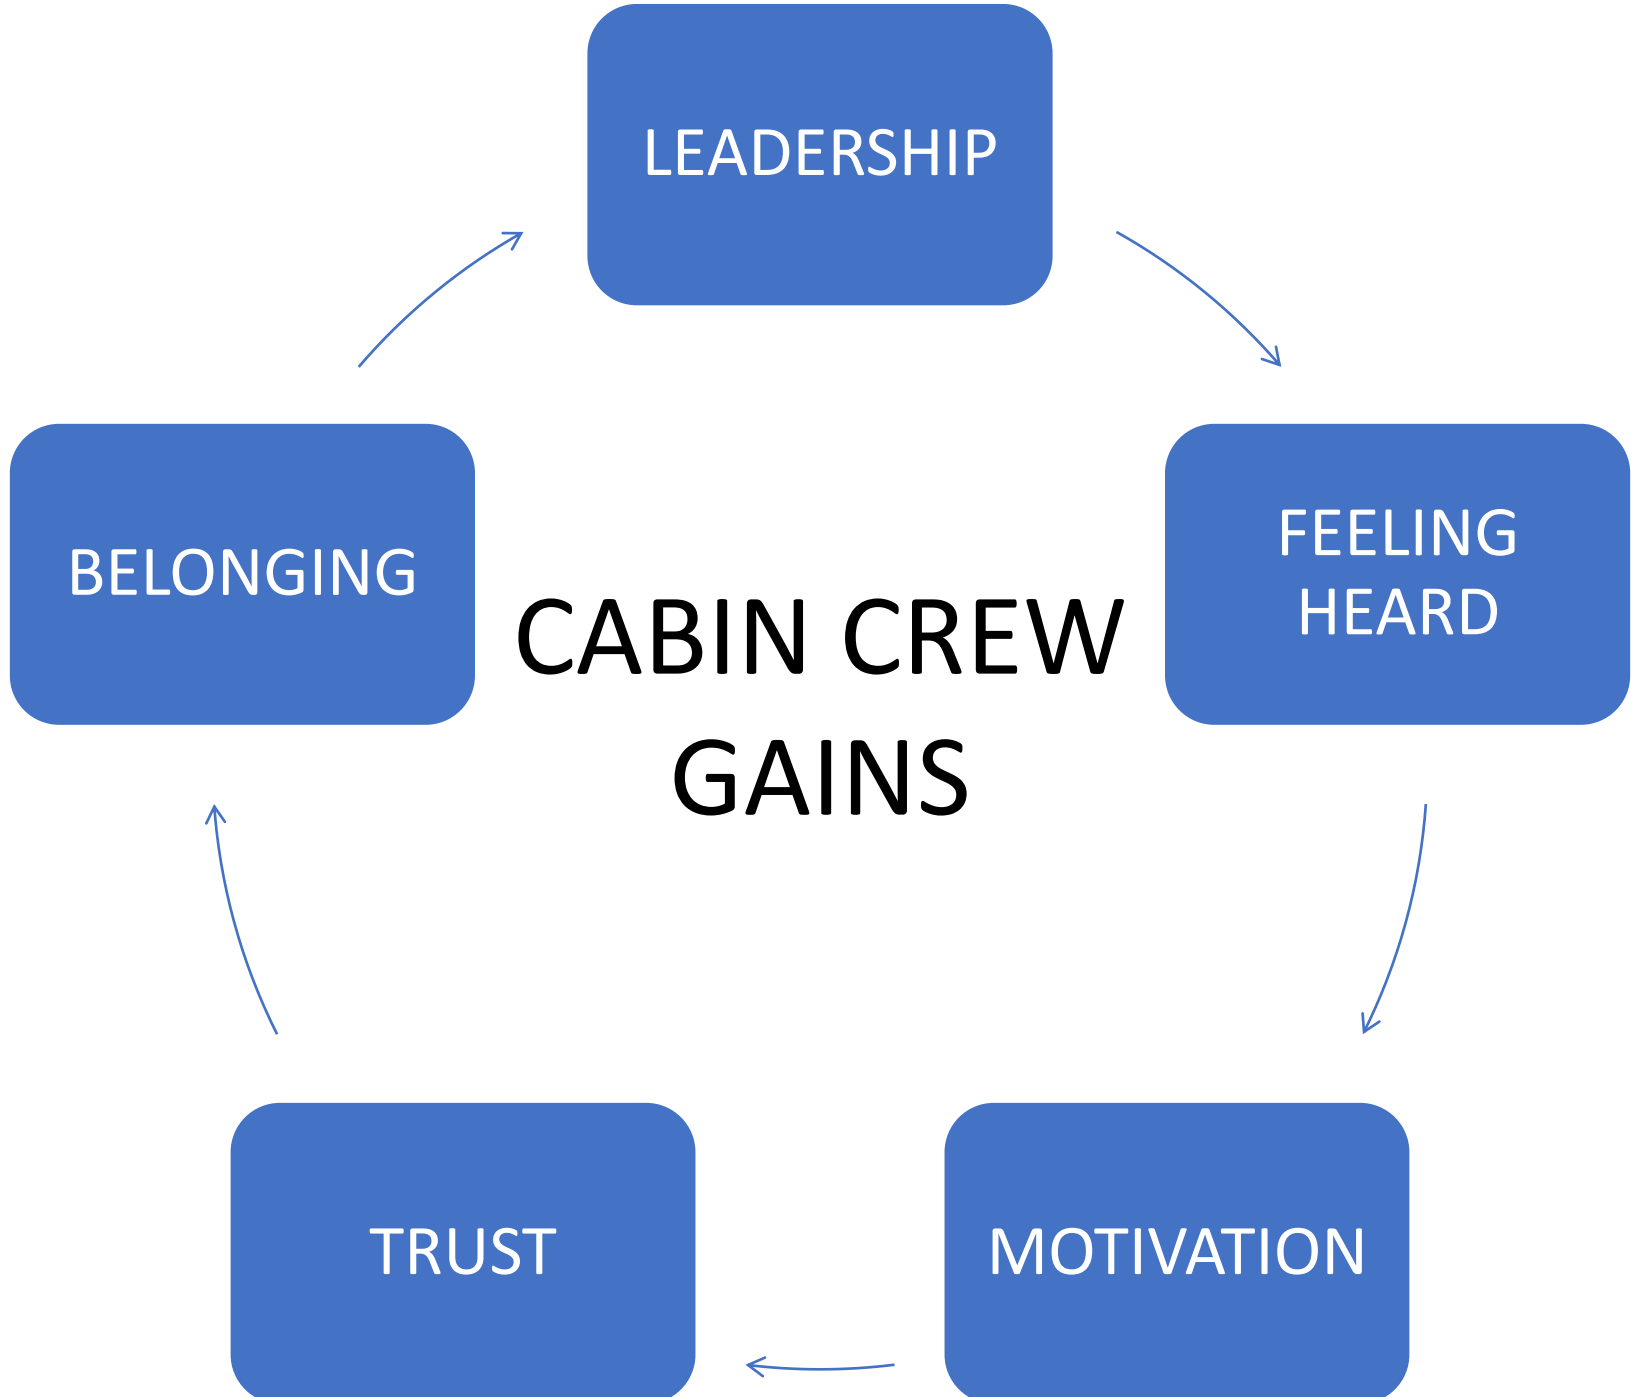 LEADERSHIP
FEELING
HEARD
MOTIVATION
TRUST
BELONGING
CABIN CREW
GAINS